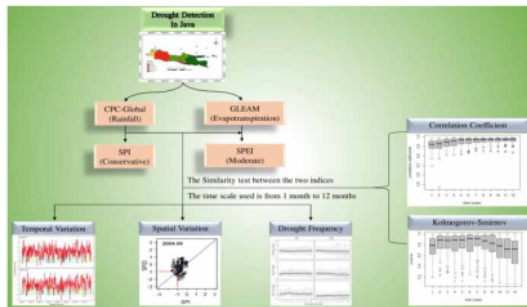 Drought Detection
In Java
CPC-Global
(Rainfall)
GLEAM
(Evapotranspiration)
SPI
(Conservative)
SPEI
(Moderate)
The Similarity test between the two indices
The time scale used is from 1 month to 12 months
Correlation Coefficient
Temporal Variation
Spatial Variation
Drought Frequency
Kolmogorov-Smirnov
SPEI
SPI